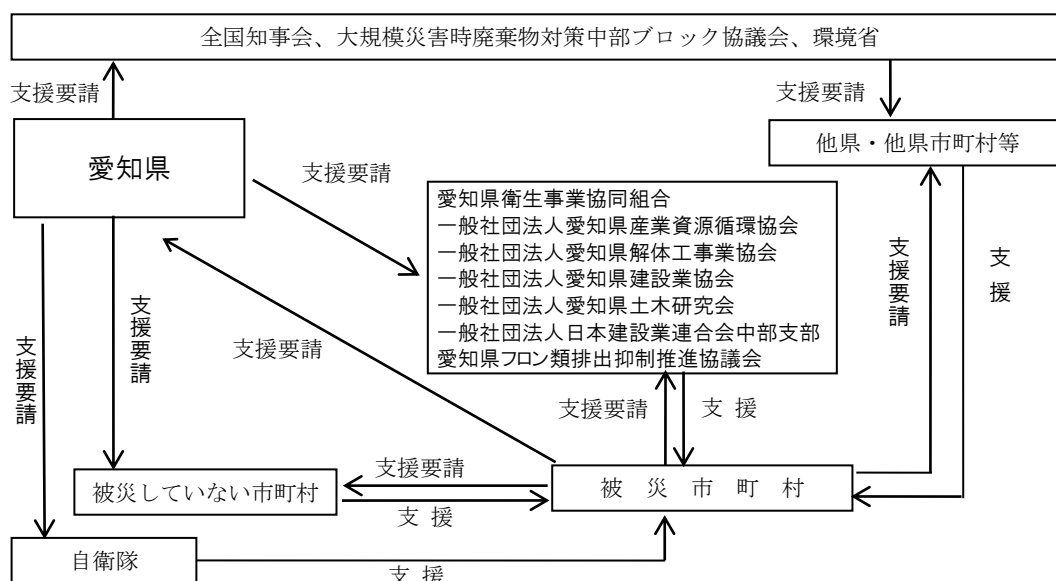 全国知事会、大規模災害時廃棄物対策中部ブロック協議会、環境省
支援要請
支援要請
愛知県
他県・他県市町村等
支援要請
愛知県衛生事業協同組合
一般社団法人愛知県産業資源循環協会
一般社団法人愛知県解体工事業協会
一般社団法人愛知県建設業協会
一般社団法人愛知県土木研究会
一般社団法人日本建設業連合会中部支部
愛知県フロン類排出抑制推進協議会
支援要請
支 援
支援要請
支援要請
支援要請
支援要請
支 援
支援要請
被災していない市町村
被 災 市 町 村
支 援
自衛隊
支 援